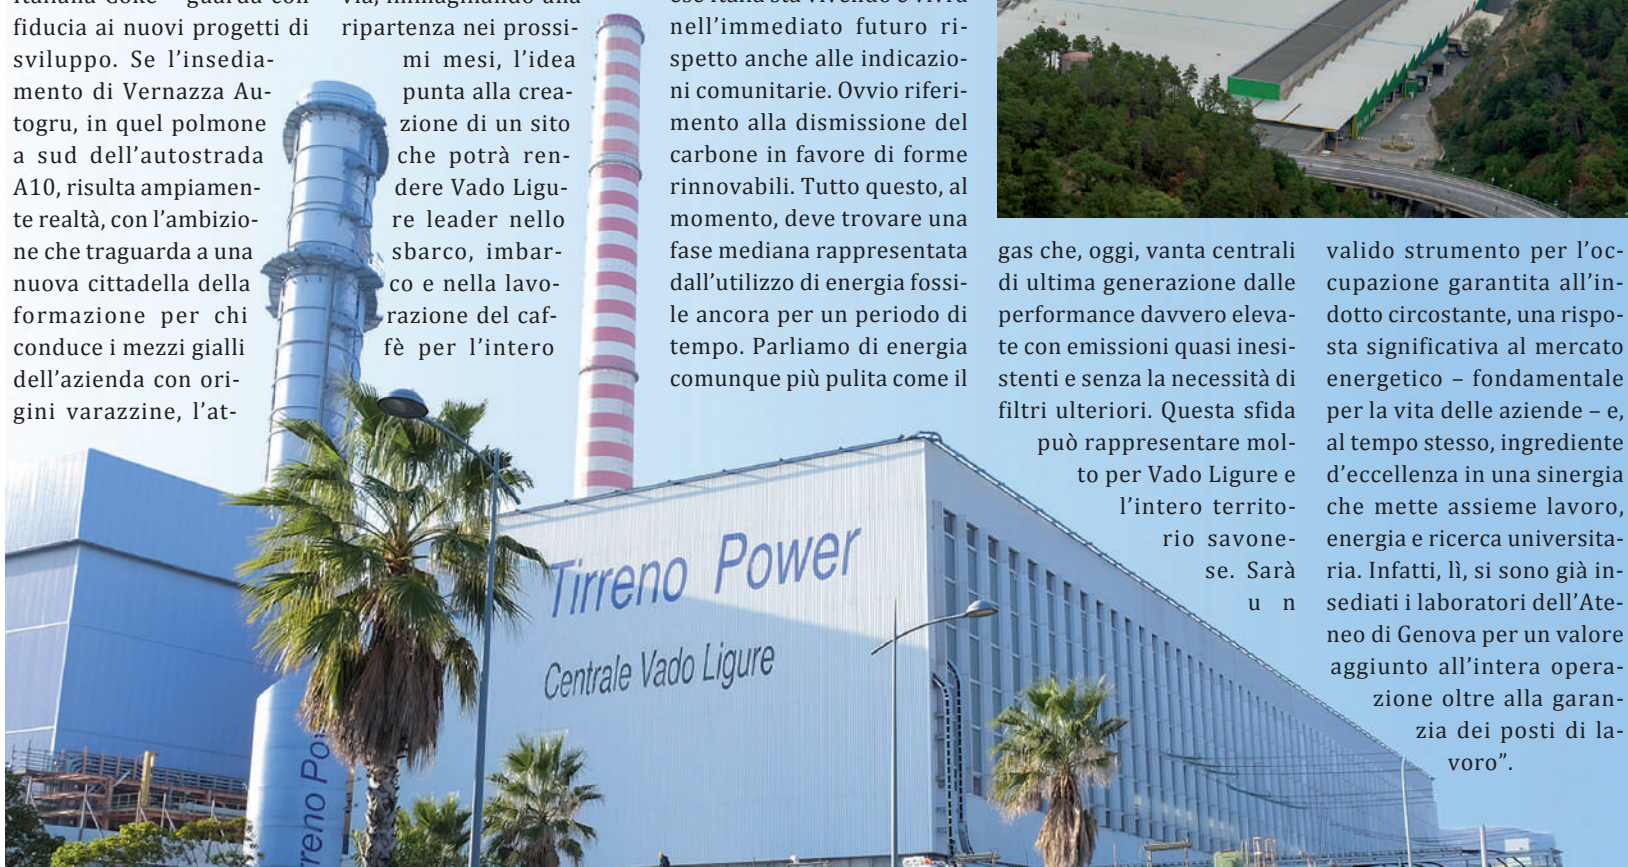 Italiana Coke – guarda con
fiducia ai nuovi progetti di
sviluppo. Se l’insedia-
mento di Vernazza Au-
togru, in quel polmone
a sud dell’autostrada
A10, risulta ampiamen-
te realtà, con l’ambizio-
ne che traguarda a una
nuova cittadella della
formazione per chi
conduce i mezzi gialli
dell’azienda con ori-
gini varazzine, l’at-
via, immaginando una
ripartenza nei prossi-
mi mesi, l’idea
punta alla crea-
zione di un sito
che potrà ren-
dere Vado Ligu-
re leader nello
sbarco, imbar-
co e nella lavo-
razione del caf-
fè per l’intero
ese Italia sta vivendo e vivrà
nell’immediato futuro ri-
spetto anche alle indicazio-
ni comunitarie. Ovvio riferi-
mento alla dismissione del
carbone in favore di forme
rinnovabili. Tutto questo, al
momento, deve trovare una
fase mediana rappresentata
dall’utilizzo di energia fossi-
le ancora per un periodo di
tempo. Parliamo di energia
comunque più pulita come il
gas che, oggi, vanta centrali
di ultima generazione dalle
performance davvero eleva-
te con emissioni quasi inesi-
stenti e senza la necessità di
filtri ulteriori. Questa sfida
può rappresentare mol-
to per Vado Ligure e
l’intero territo-
rio savone-
se. Sarà
u n
valido strumento per l’oc-
cupazione garantita all’in-
dotto circostante, una rispo-
sta significativa al mercato
energetico – fondamentale
per la vita delle aziende – e,
al tempo stesso, ingrediente
d’eccellenza in una sinergia
che mette assieme lavoro,
energia e ricerca universita-
ria. Infatti, lì, si sono già in-
sediati i laboratori dell’Ate-
neo di Genova per un valore
aggiunto all’intera opera-
zione oltre alla garan-
zia dei posti di la-
voro”.
Tirreno Power
Centrale Vado Ligure